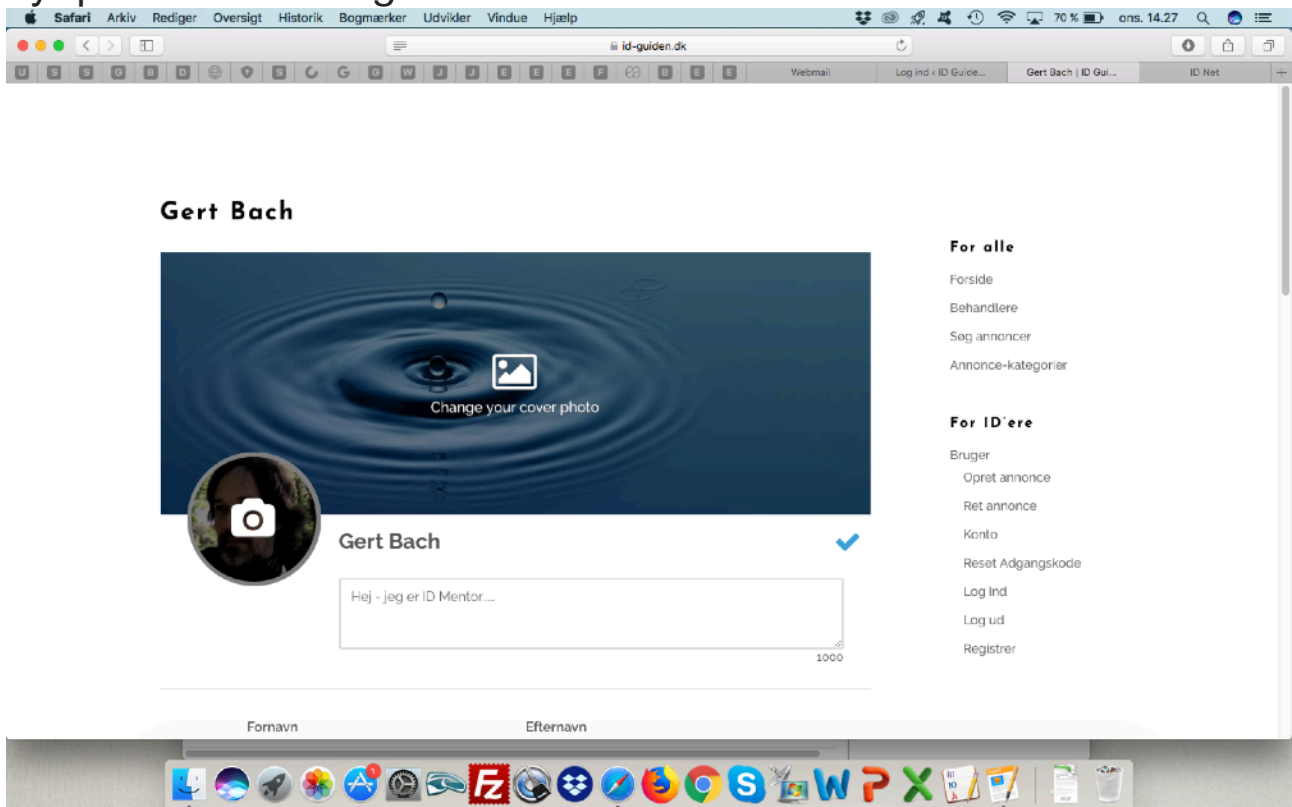 Safari Arkiv Rediger Oversigt Historik Bogmærker Udvikler Vindue Hjælp 70 % ons. 14.27
id-guiden.dk
U S S G B D S G G W J J E E E F B E E Webmail Log ind ‹ ID Guide... Gert Bach | ID Gui... ID Net
Gert Bach
Change your cover photo
Gert Bach
Hej - jeg er ID Mentor....
1000
Fornavn Efternavn
For alle
Forside
Behandlere
Søg annoncer
Annonce-kategorier
For ID´ere
Bruger
Opret annonce
Ret annonce
Konto
Reset Adgangskode
Log ind
Log ud
Registrer